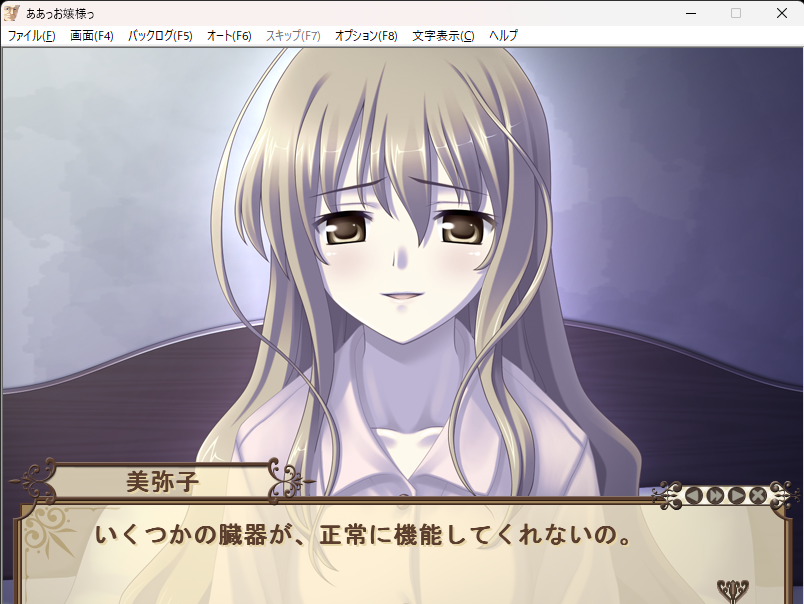 ああっお嬢様っ
ファイル(F) 画面(F4) バックログ(F5) オート(F6) スキップ(F7) オプション(F8) 文字表示(C) ヘルプ
美弥子
いくつかの臓器が、正常に機能してくれないの。